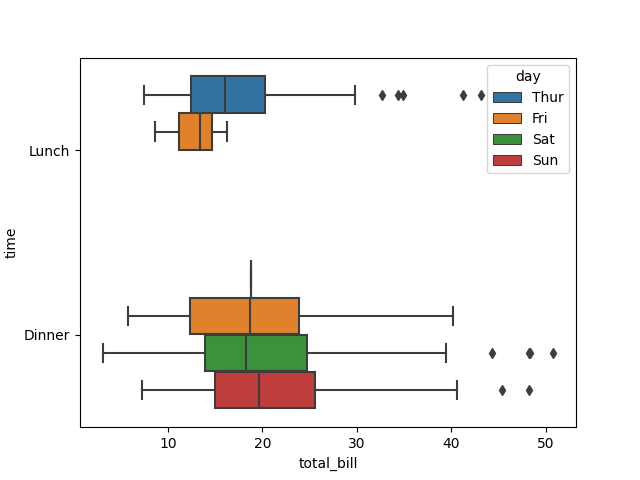 day
Thur
Fri
Sat
Sun
Lunch
Dinner
time
10 20 30 40 50
total_bill